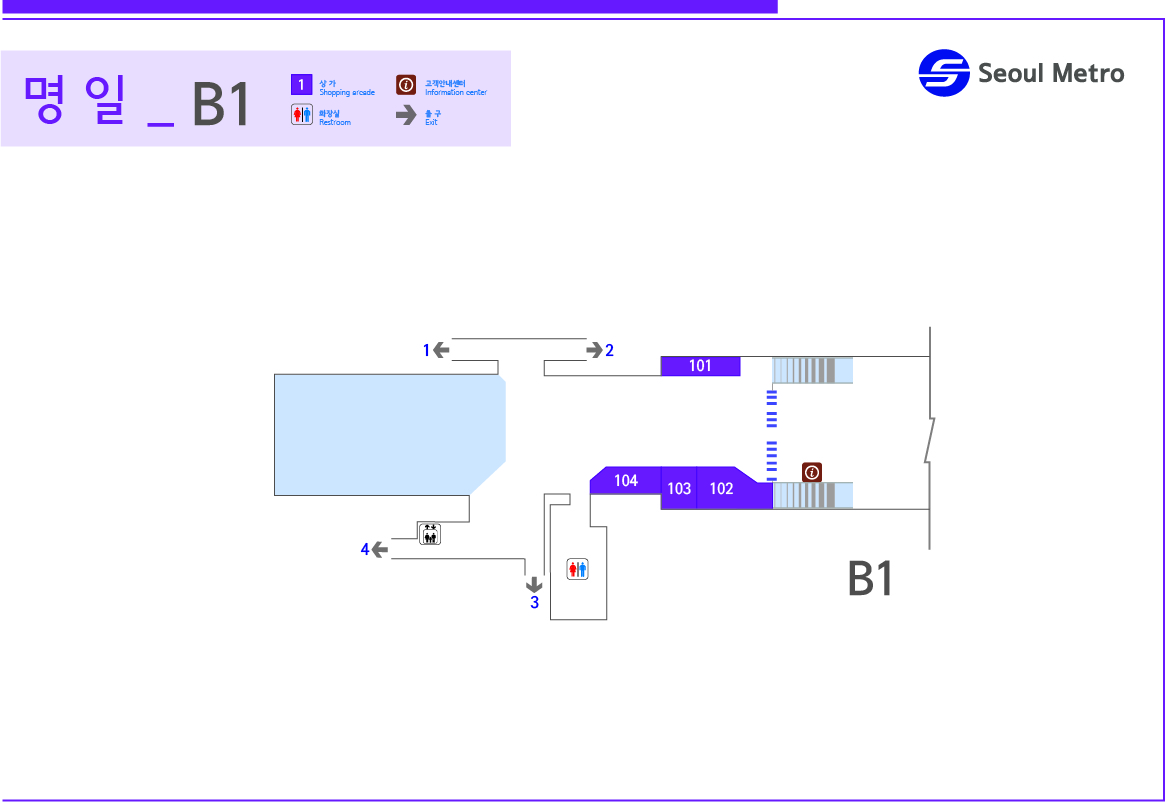 명 일 _ B1
1 상 가
Shopping arcade
고객안내센터
Information center
화장실
Restroom
출 구
Exit
Seoul Metro
1
2
101
104
103
102
4
3
B1